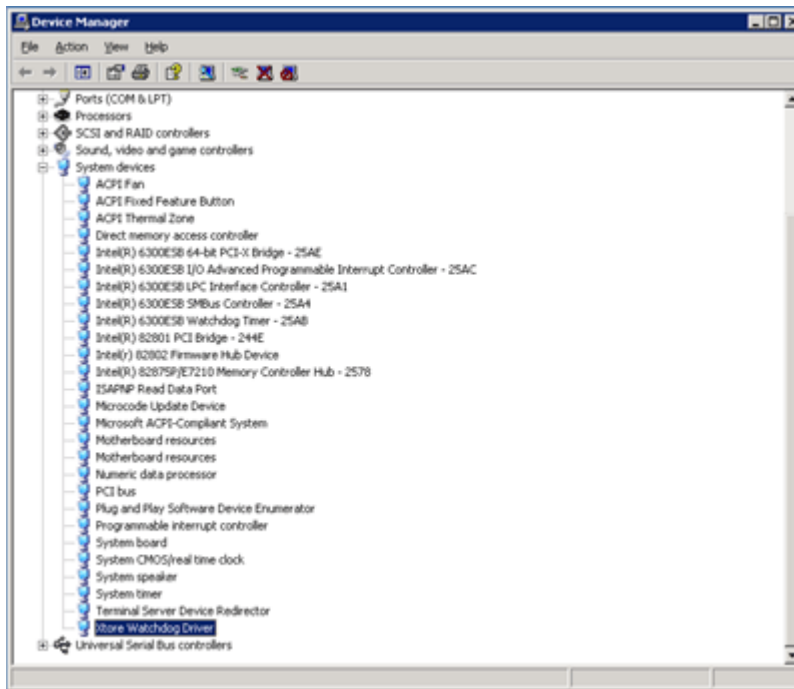 Device Manager
File Action View Help
Ports (COM & LPT)
Processors
SCSI and RAID controllers
Sound, video and game controllers
System devices
ACPI Fan
ACPI Fixed Feature Button
ACPI Thermal Zone
Direct memory access controller
Intel(R) 6300ESB 64-bit PCI-X Bridge - 25AE
Intel(R) 6300ESB I/O Advanced Programmable Interrupt Controller - 25AC
Intel(R) 6300ESB LPC Interface Controller - 25A1
Intel(R) 6300ESB SMBus Controller - 25A4
Intel(R) 6300ESB Watchdog Timer - 25AB
Intel(R) 82801 PCI Bridge - 244E
Intel(r) 82802 Firmware Hub Device
Intel(R) 82875P/E7210 Memory Controller Hub - 2578
ISAPNP Read Data Port
Microcode Update Device
Microsoft ACPI-Compliant System
Motherboard resources
Motherboard resources
Numeric data processor
PCI bus
Plug and Play Software Device Enumerator
Programmable interrupt controller
System board
System CMOS/real time clock
System speaker
System timer
Terminal Server Device Redirector
Xtore Watchdog Driver
Universal Serial Bus controllers